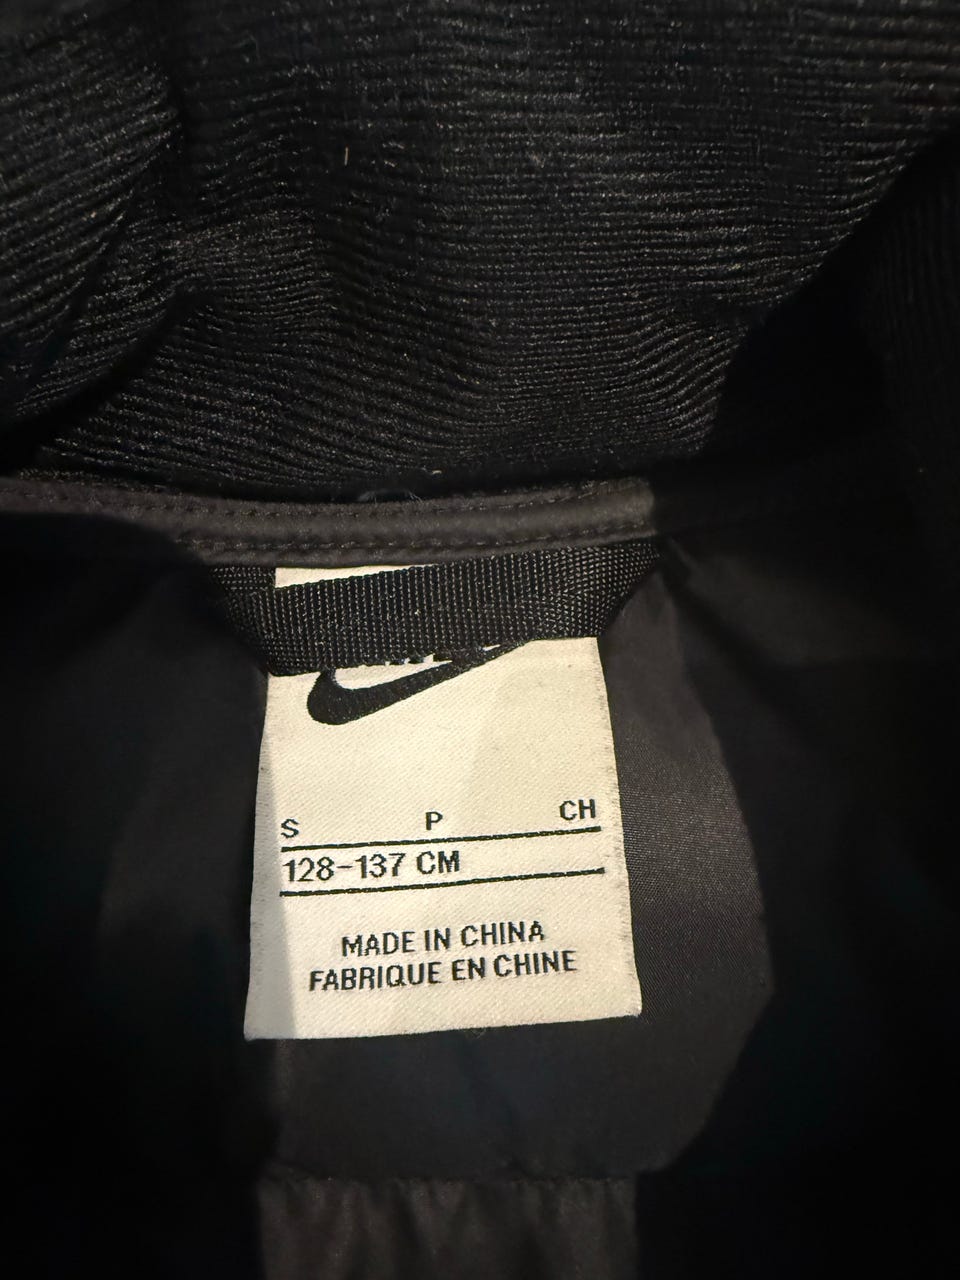 S P CH
128-137 CM
MADE IN CHINA
FABRIQUE EN CHINE